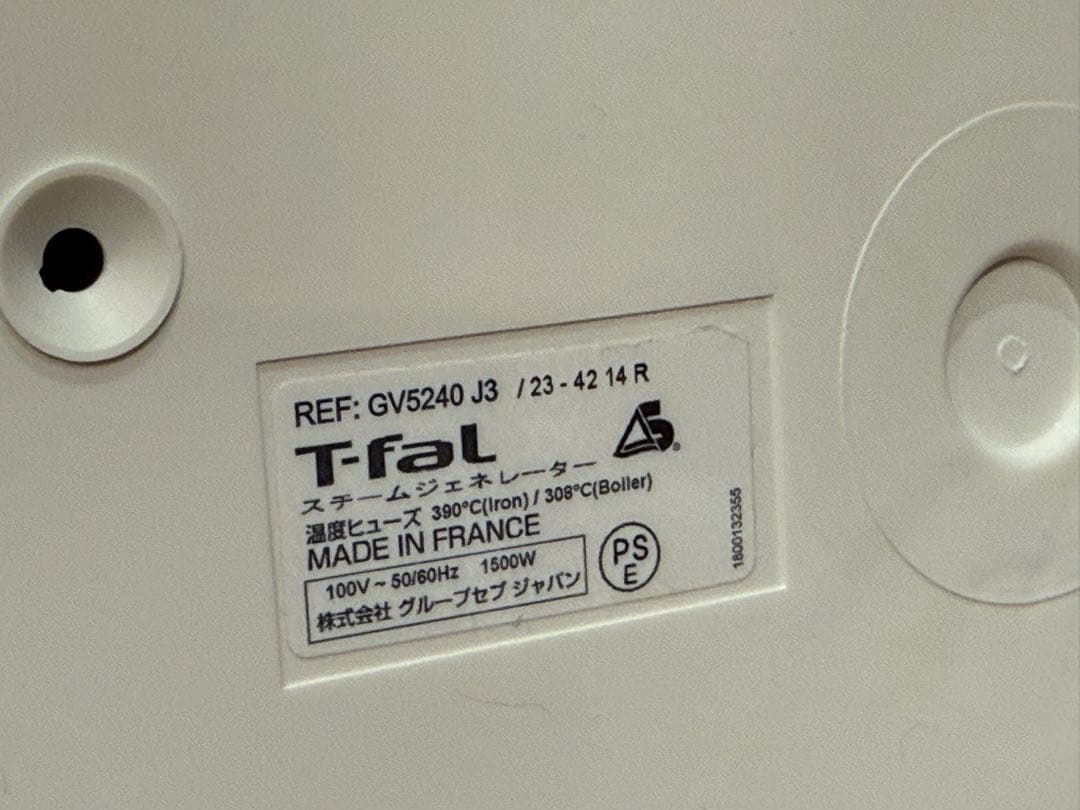 REF: GV5240 J3 / 23 - 42 14 R
T-fal
スチームジェネレーター
温度ヒューズ 390°C(Iron) / 308°C(Boiler)
MADE IN FRANCE
100V ~ 50/60Hz 1500W
株式会社 グループセブ ジャパン
PS
E
1800132355